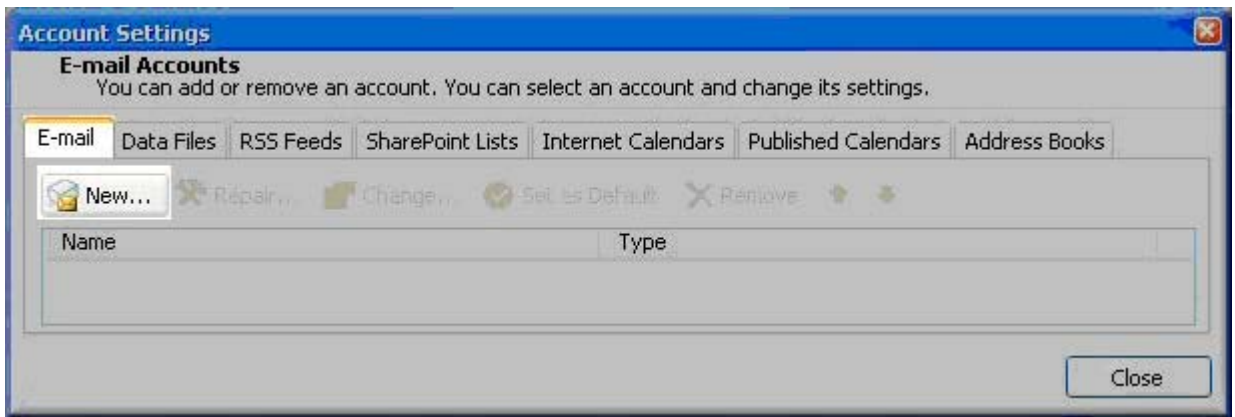 Account Settings
E-mail Accounts
You can add or remove an account. You can select an account and change its settings.
E-mail Data Files RSS Feeds SharePoint Lists Internet Calendars Published Calendars Address Books
New... Repair... Change... Set as Default Remove
Name Type
Close